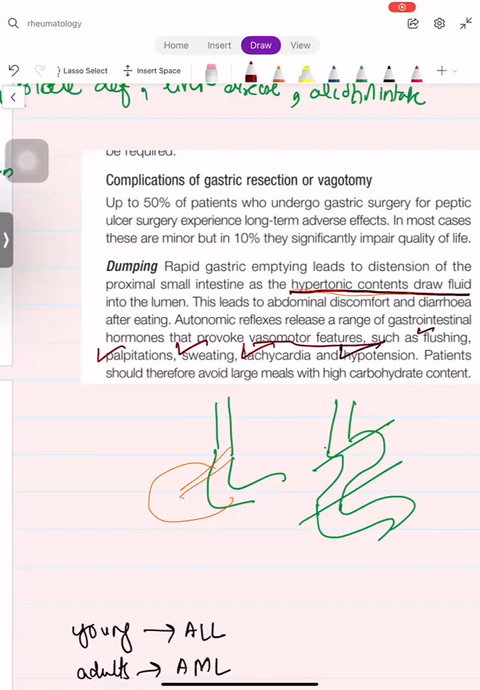 rheumatology
Home Insert Draw View
Lasso Select Insert Space
def, liver disease, alcohol intake
be required.
Complications of gastric resection or vagotomy
Up to 50% of patients who undergo gastric surgery for peptic
ulcer surgery experience long-term adverse effects. In most cases
these are minor but in 10% they significantly impair quality of life.
Dumping Rapid gastric emptying leads to distension of the
proximal small intestine as the hypertonic contents draw fluid
into the lumen. This leads to abdominal discomfort and diarrhoea
after eating. Autonomic reflexes release a range of gastrointestinal
hormones that provoke vasomotor features, such as flushing,
palpitations, sweating, tachycardia and hypotension. Patients
should therefore avoid large meals with high carbohydrate content.
young → ALL
adults → AML